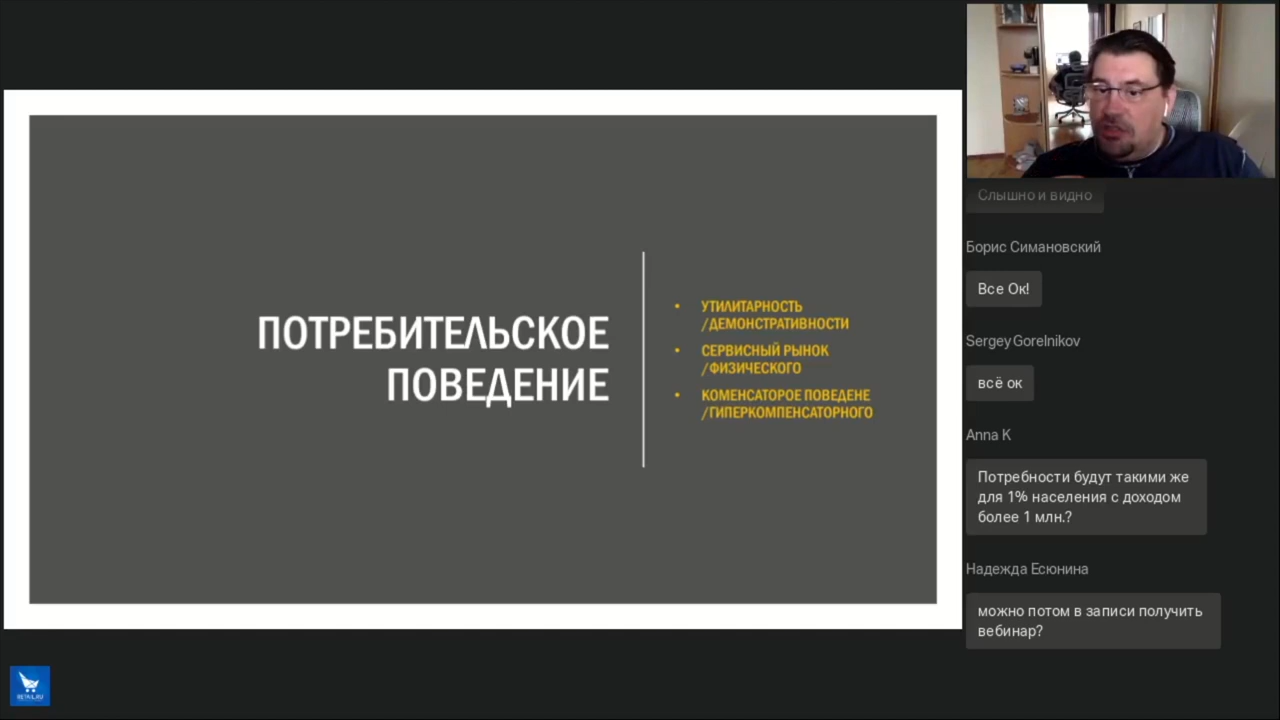 ПОТРЕБИТЕЛЬСКОЕ
ПОВЕДЕНИЕ
• УТИЛИТАРНОСТЬ
/ДЕМОНСТРАТИВНОСТИ
• СЕРВИСНЫЙ РЫНОК
/ФИЗИЧЕСКОГО
• КОМЕНСАТОРОЕ ПОВЕДЕНЕ
/ГИПЕРКОМПЕНСАТОРНОГО
Слышно и видно
Борис Симановский
Все Ок!
Sergey Gorelnikov
всё ок
Anna K
Потребности будут такими же
для 1% населения с доходом
более 1 млн.?
Надежда Есюнина
можно потом в записи получить
вебинар?
RETAIL.RU